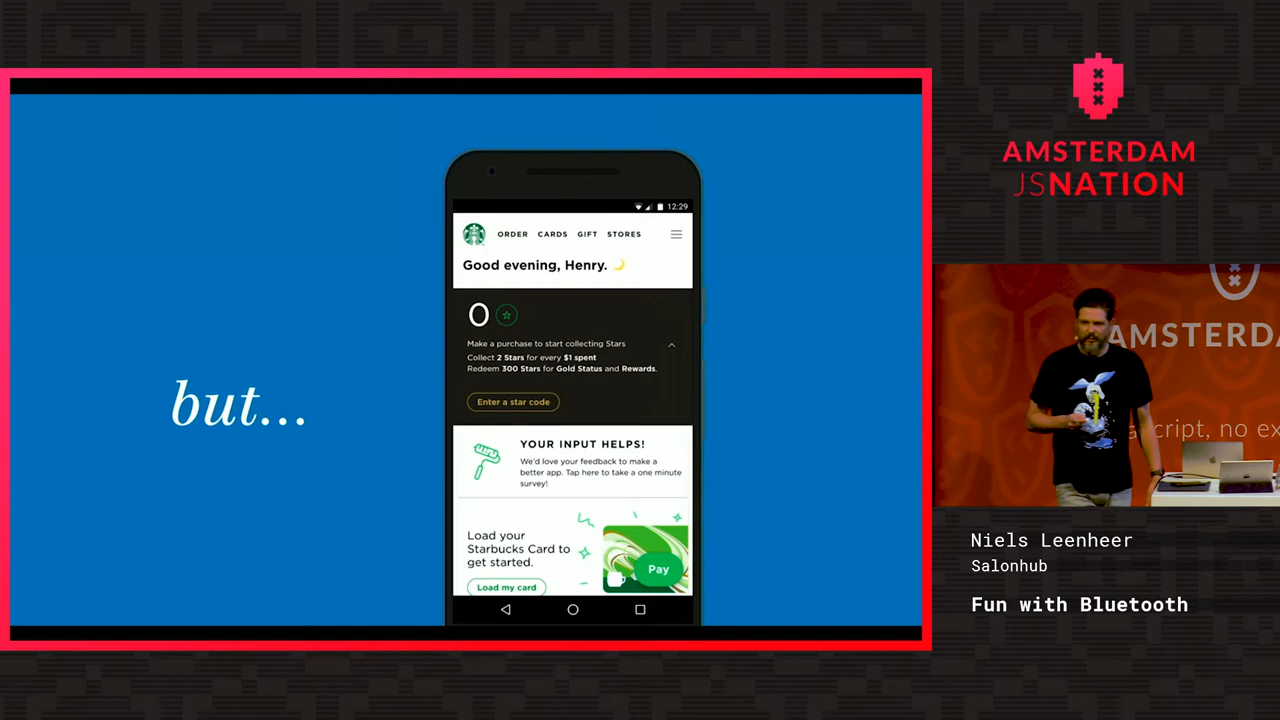 but...
12:29
ORDER CARDS GIFT STORES
Good evening, Henry.
0
Make a purchase to start collecting Stars
Collect 2 Stars for every $1 spent
Redeem 300 Stars for Gold Status and Rewards.
Enter a star code
YOUR INPUT HELPS!
We'd love your feedback to make a
better app. Tap here to take a one minute
survey!
Load your
Starbucks Card to
get started.
Load my card
Pay
AMSTERDAM
JSNATION
AMSTERDA
script, no ex
Niels Leenheer
Salonhub
Fun with Bluetooth